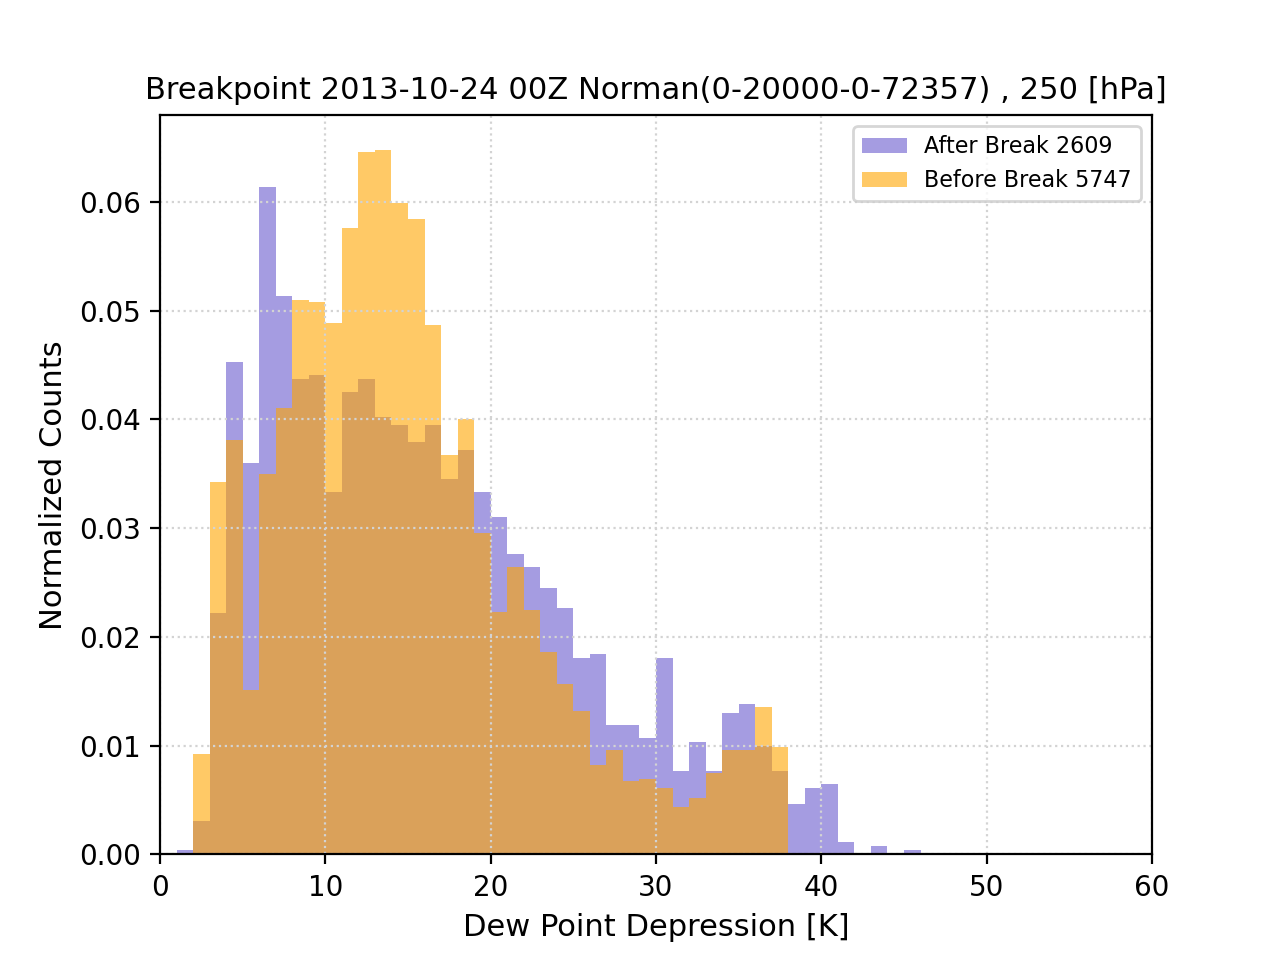 Breakpoint 2013-10-24 00Z Norman(0-20000-0-72357) , 250 [hPa]
After Break 2609
Before Break 5747
Normalized Counts
0.06
0.05
0.04
0.03
0.02
0.01
0.00
0 10 20 30 40 50 60
Dew Point Depression [K]